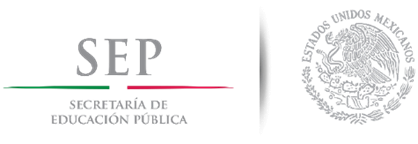 SEP
SECRETARÍA DE
EDUCACIÓN PÚBLICA
ESTADOS UNIDOS MEXICANOS